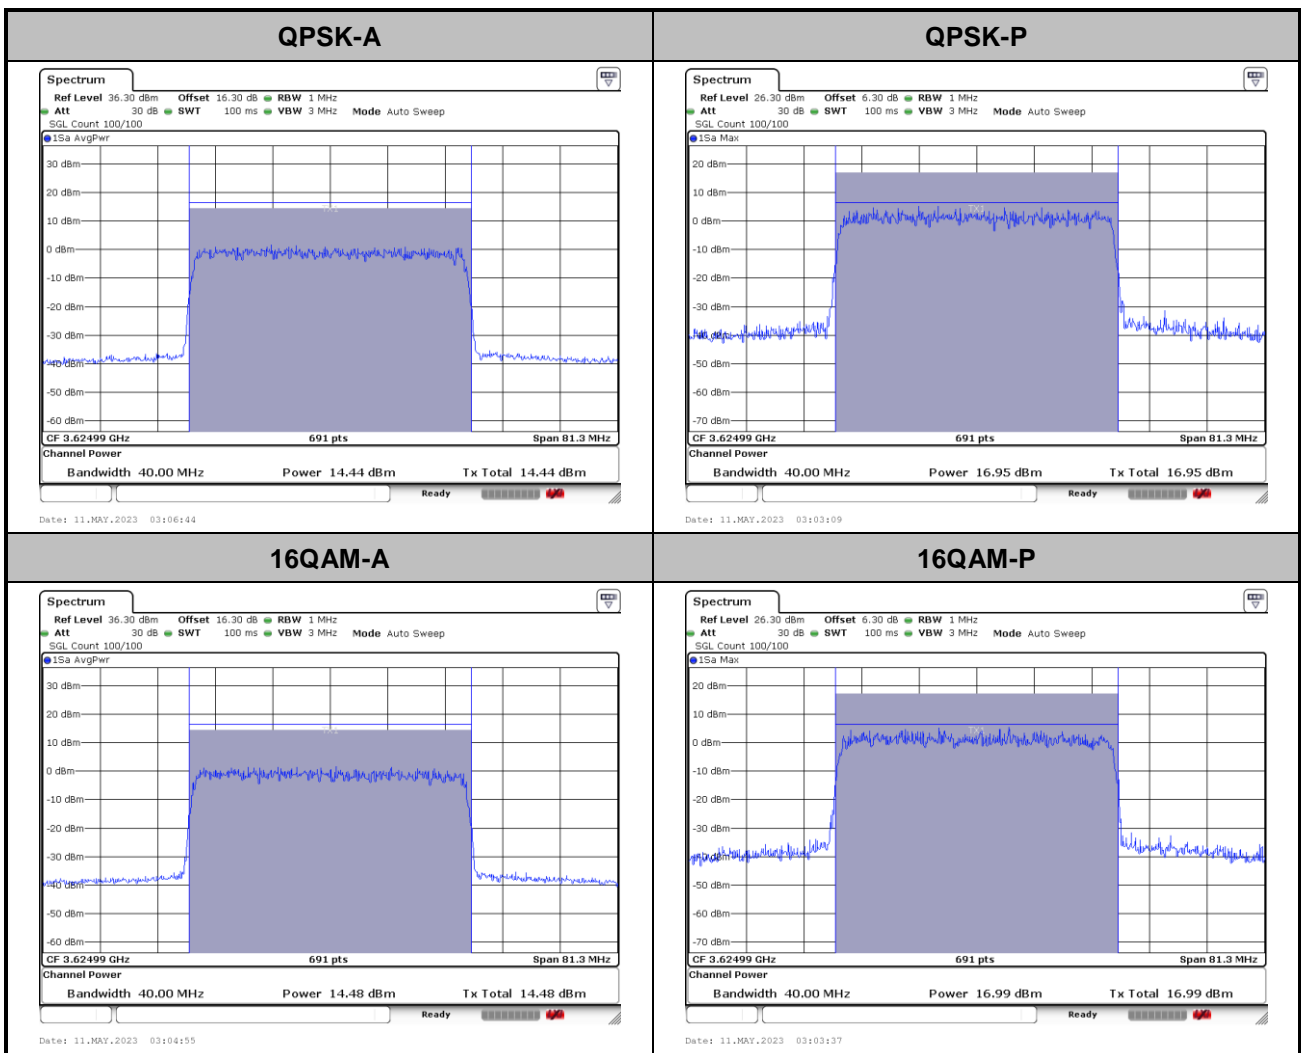 QPSK-A
Spectrum
Ref Level 36.30 dBm Offset 16.30 dB RBW 1 MHz
Att 30 dB SWT 100 ms VBW 3 MHz Mode Auto Sweep
SGL Count 100/100
1Sa AvgPwr
30 dBm
20 dBm
TX1
10 dBm
0 dBm
-10 dBm
-20 dBm
-30 dBm
-40 dBm
-50 dBm
-60 dBm
CF 3.62499 GHz 691 pts Span 81.3 MHz
Channel Power
Bandwidth 40.00 MHz Power 14.44 dBm Tx Total 14.44 dBm
Ready
Date: 11.MAY.2023 03:06:44
QPSK-P
Spectrum
Ref Level 26.30 dBm Offset 6.30 dB RBW 1 MHz
Att 30 dB SWT 100 ms VBW 3 MHz Mode Auto Sweep
SGL Count 100/100
1Sa Max
20 dBm
10 dBm
TX1
0 dBm
-10 dBm
-20 dBm
-30 dBm
-40 dBm
-50 dBm
-60 dBm
-70 dBm
CF 3.62499 GHz 691 pts Span 81.3 MHz
Channel Power
Bandwidth 40.00 MHz Power 16.95 dBm Tx Total 16.95 dBm
Ready
Date: 11.MAY.2023 03:03:09
16QAM-A
Spectrum
Ref Level 36.30 dBm Offset 16.30 dB RBW 1 MHz
Att 30 dB SWT 100 ms VBW 3 MHz Mode Auto Sweep
SGL Count 100/100
1Sa AvgPwr
30 dBm
20 dBm
TX1
10 dBm
0 dBm
-10 dBm
-20 dBm
-30 dBm
-40 dBm
-50 dBm
-60 dBm
CF 3.62499 GHz 691 pts Span 81.3 MHz
Channel Power
Bandwidth 40.00 MHz Power 14.48 dBm Tx Total 14.48 dBm
Ready
Date: 11.MAY.2023 03:04:55
16QAM-P
Spectrum
Ref Level 26.30 dBm Offset 6.30 dB RBW 1 MHz
Att 30 dB SWT 100 ms VBW 3 MHz Mode Auto Sweep
SGL Count 100/100
1Sa Max
20 dBm
10 dBm
TX1
0 dBm
-10 dBm
-20 dBm
-30 dBm
-40 dBm
-50 dBm
-60 dBm
-70 dBm
CF 3.62499 GHz 691 pts Span 81.3 MHz
Channel Power
Bandwidth 40.00 MHz Power 16.99 dBm Tx Total 16.99 dBm
Ready
Date: 11.MAY.2023 03:03:37